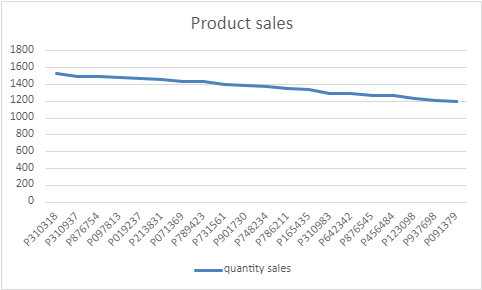 Product sales
1800
1600
1400
1200
1000
800
600
400
200
0
P310318
P310937
P876754
P097813
P019237
P213831
P071369
P789423
P731561
P901730
P748234
P786211
P165435
P310983
P642342
P876545
P456484
P123098
P937698
P091379
quantity sales